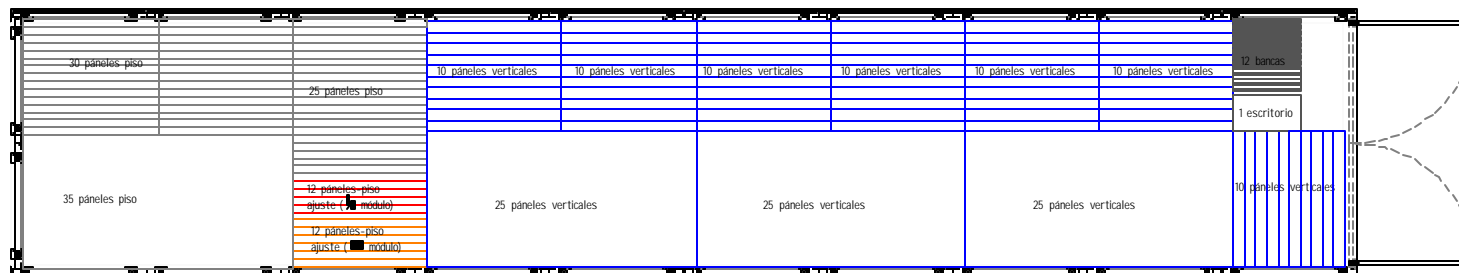 30 páneles piso
25 páneles piso
10 páneles verticales
10 páneles verticales
10 páneles verticales
10 páneles verticales
10 páneles verticales
10 páneles verticales
12 bancas
1 escritorio
35 páneles piso
12 páneles-piso
ajuste ( módulo)
12 páneles-piso
ajuste ( módulo)
25 páneles verticales
25 páneles verticales
25 páneles verticales
10 páneles verticales